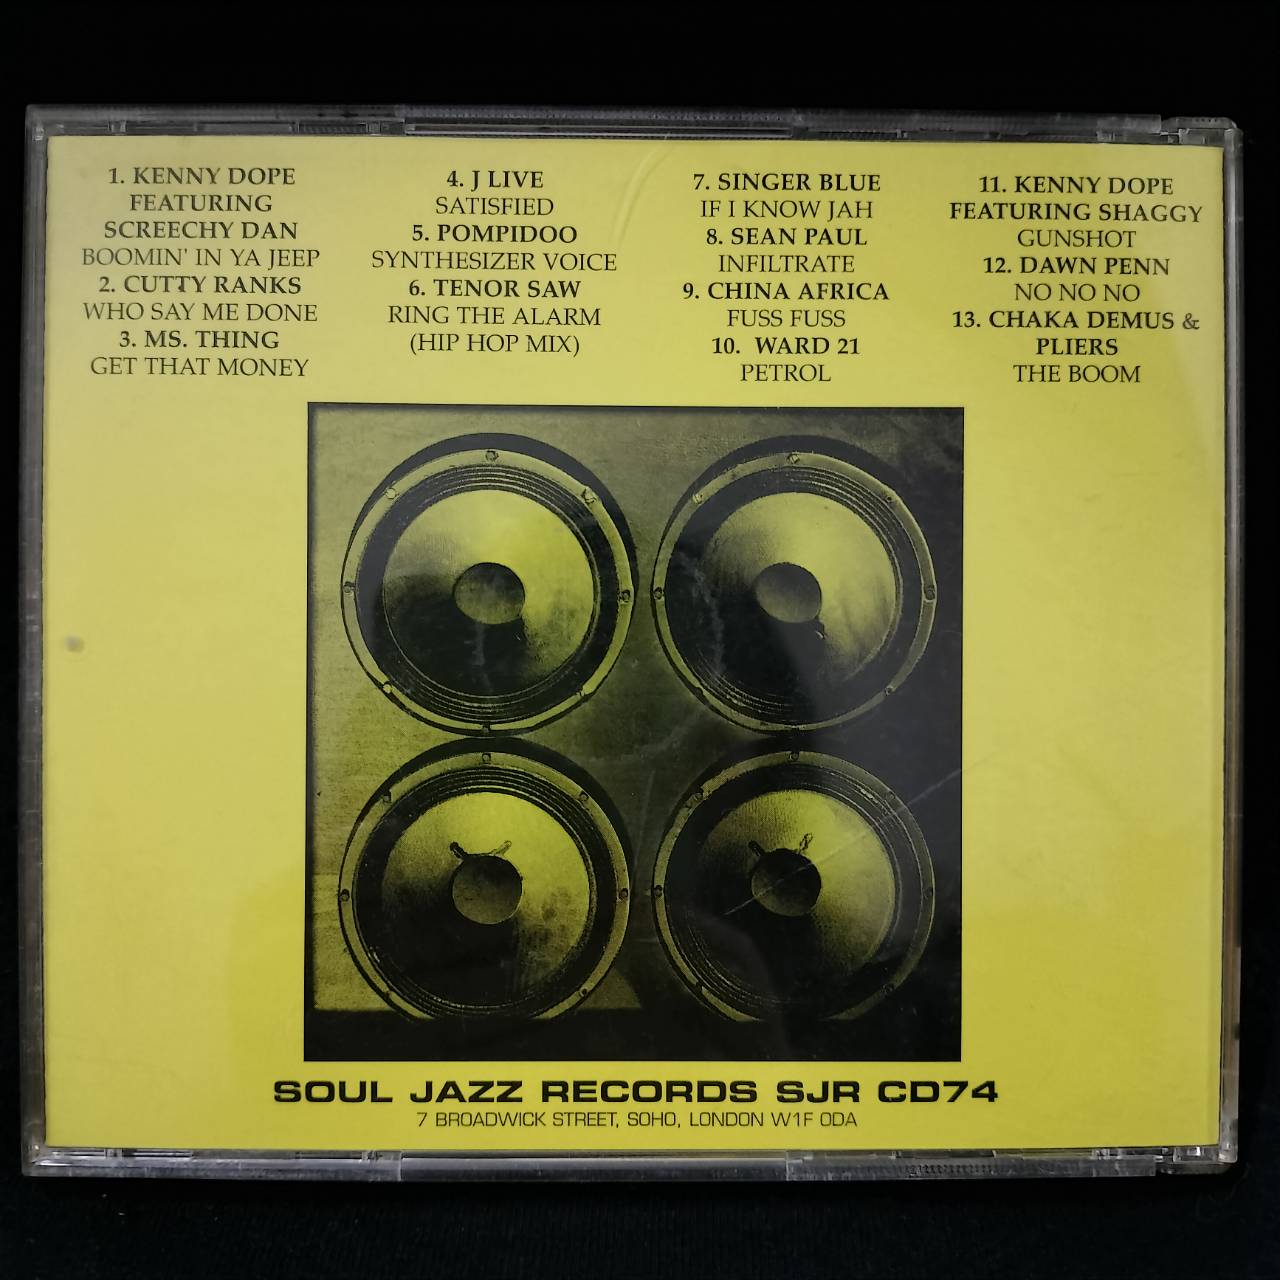 1. KENNY DOPE
FEATURING
SCREECHY DAN
BOOMIN' IN YA JEEP
2. CUTTY RANKS
WHO SAY ME DONE
3. MS. THING
GET THAT MONEY
4. J LIVE
SATISFIED
5. POMPIDOO
SYNTHESIZER VOICE
6. TENOR SAW
RING THE ALARM
(HIP HOP MIX)
7. SINGER BLUE
IF I KNOW JAH
8. SEAN PAUL
INFILTRATE
9. CHINA AFRICA
FUSS FUSS
10. WARD 21
PETROL
11. KENNY DOPE
FEATURING SHAGGY
GUNSHOT
12. DAWN PENN
NO NO NO
13. CHAKA DEMUS &
PLIERS
THE BOOM
SOUL JAZZ RECORDS SJR CD74
7 BROADWICK STREET, SOHO, LONDON W1F 0DA